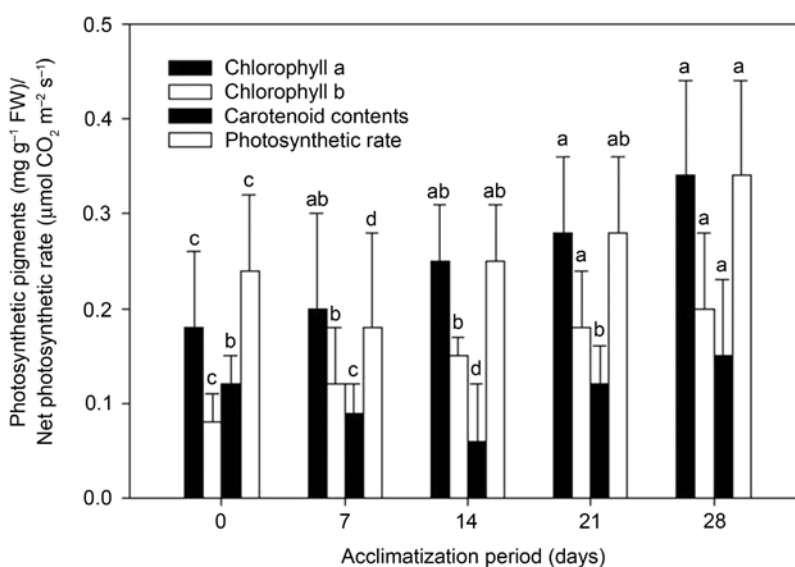 Photosynthetic pigments (mg g⁻¹ FW)/
Net photosynthetic rate (μmol CO₂ m⁻² s⁻¹)
0.5
0.4
0.3
0.2
0.1
0.0
Chlorophyll a
Chlorophyll b
Carotenoid contents
Photosynthetic rate
c c b c
ab b c d
ab b d ab
a a b ab
a a a a
0 7 14 21 28
Acclimatization period (days)